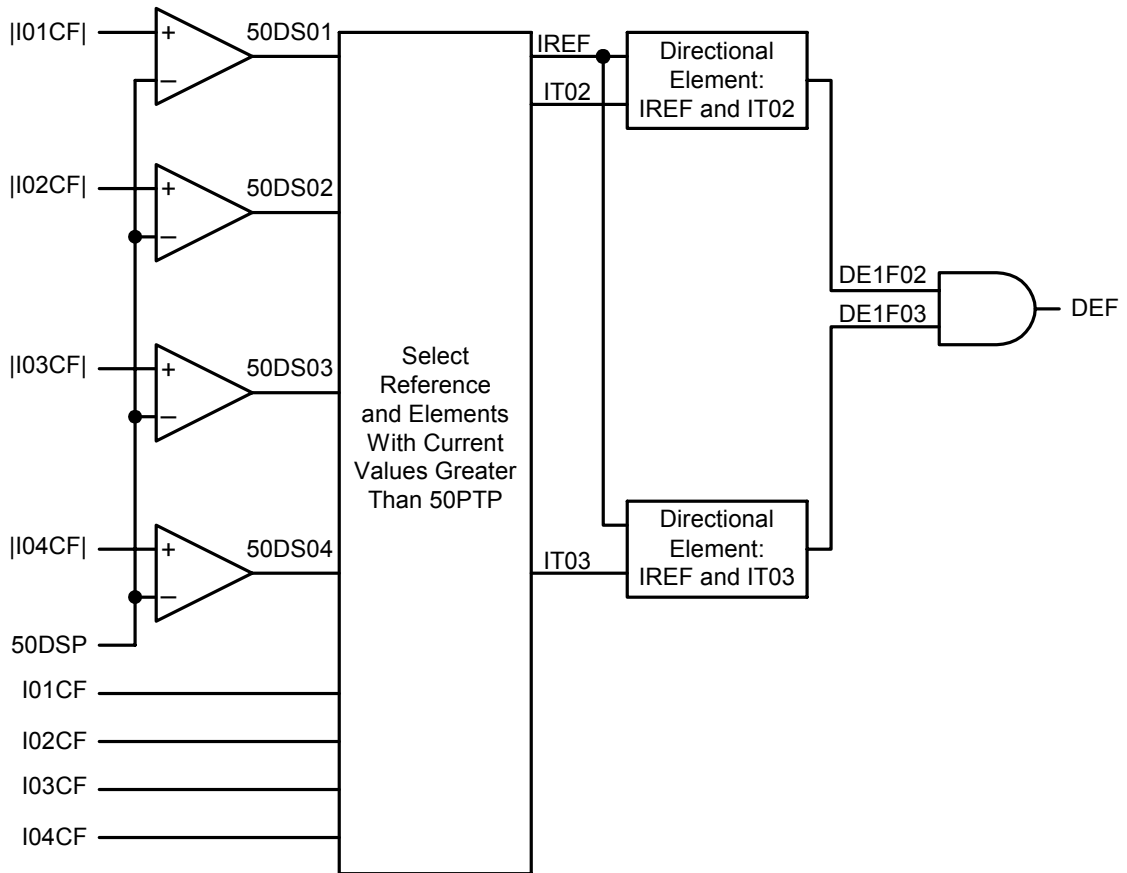 |I01CF|
+
−
50DS01
|I02CF|
+
−
50DS02
|I03CF|
+
−
50DS03
|I04CF|
+
−
50DS04
50DSP
I01CF
I02CF
I03CF
I04CF
Select
Reference
and Elements
With Current
Values Greater
Than 50PTP
IREF
IT02
Directional
Element:
IREF and IT02
IT03
Directional
Element:
IREF and IT03
DE1F02
DE1F03
DEF